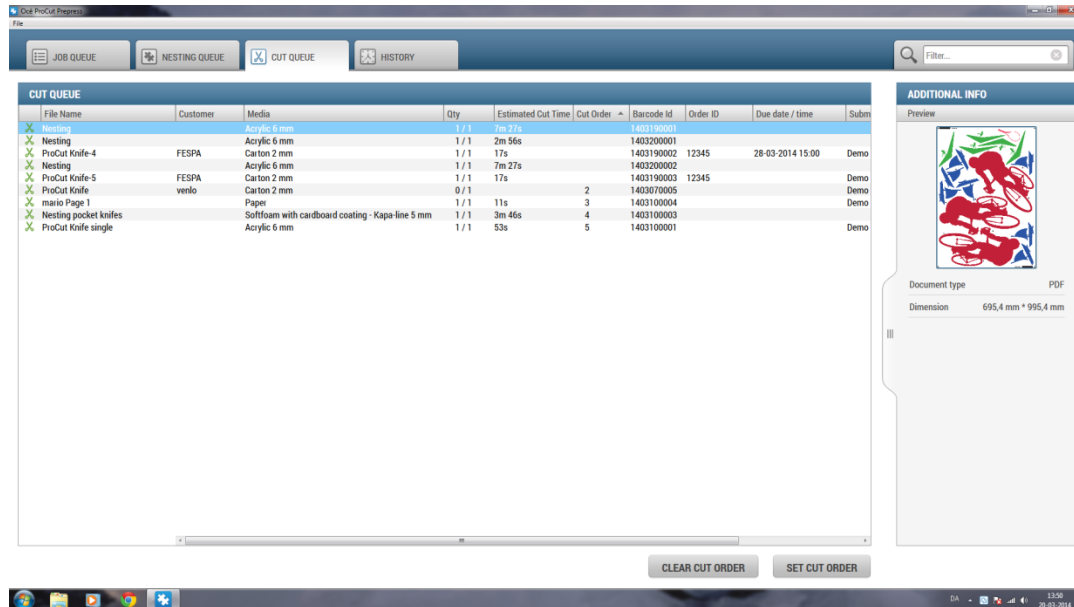 Océ ProCut Prepress
File
JOB QUEUE NESTING QUEUE CUT QUEUE HISTORY Filter...
CUT QUEUE
File Name Customer Media Qty Estimated Cut Time Cut Order Barcode Id Order ID Due date / time Subm
Nesting Acrylic 6 mm 1 / 1 7m 27s 1403190001
Nesting Acrylic 6 mm 1 / 1 2m 56s 1403200001
ProCut Knife-4 FESPA Carton 2 mm 1 / 1 17s 1403190002 12345 28-03-2014 15:00 Demo
Nesting Acrylic 6 mm 1 / 1 7m 27s 1403200002
ProCut Knife-5 FESPA Carton 2 mm 1 / 1 17s 1403190003 12345 Demo
ProCut Knife venlo Carton 2 mm 0 / 1 2 1403070005 Demo
mario Page 1 Paper 1 / 1 11s 3 1403100004 Demo
Nesting pocket knifes Softfoam with cardboard coating - Kapa-line 5 mm 1 / 1 3m 46s 4 1403100003
ProCut Knife single Acrylic 6 mm 1 / 1 53s 5 1403100001 Demo
ADDITIONAL INFO
Preview
Document type PDF
Dimension 695,4 mm * 995,4 mm
CLEAR CUT ORDER SET CUT ORDER
DA 13:50
20-03-2014